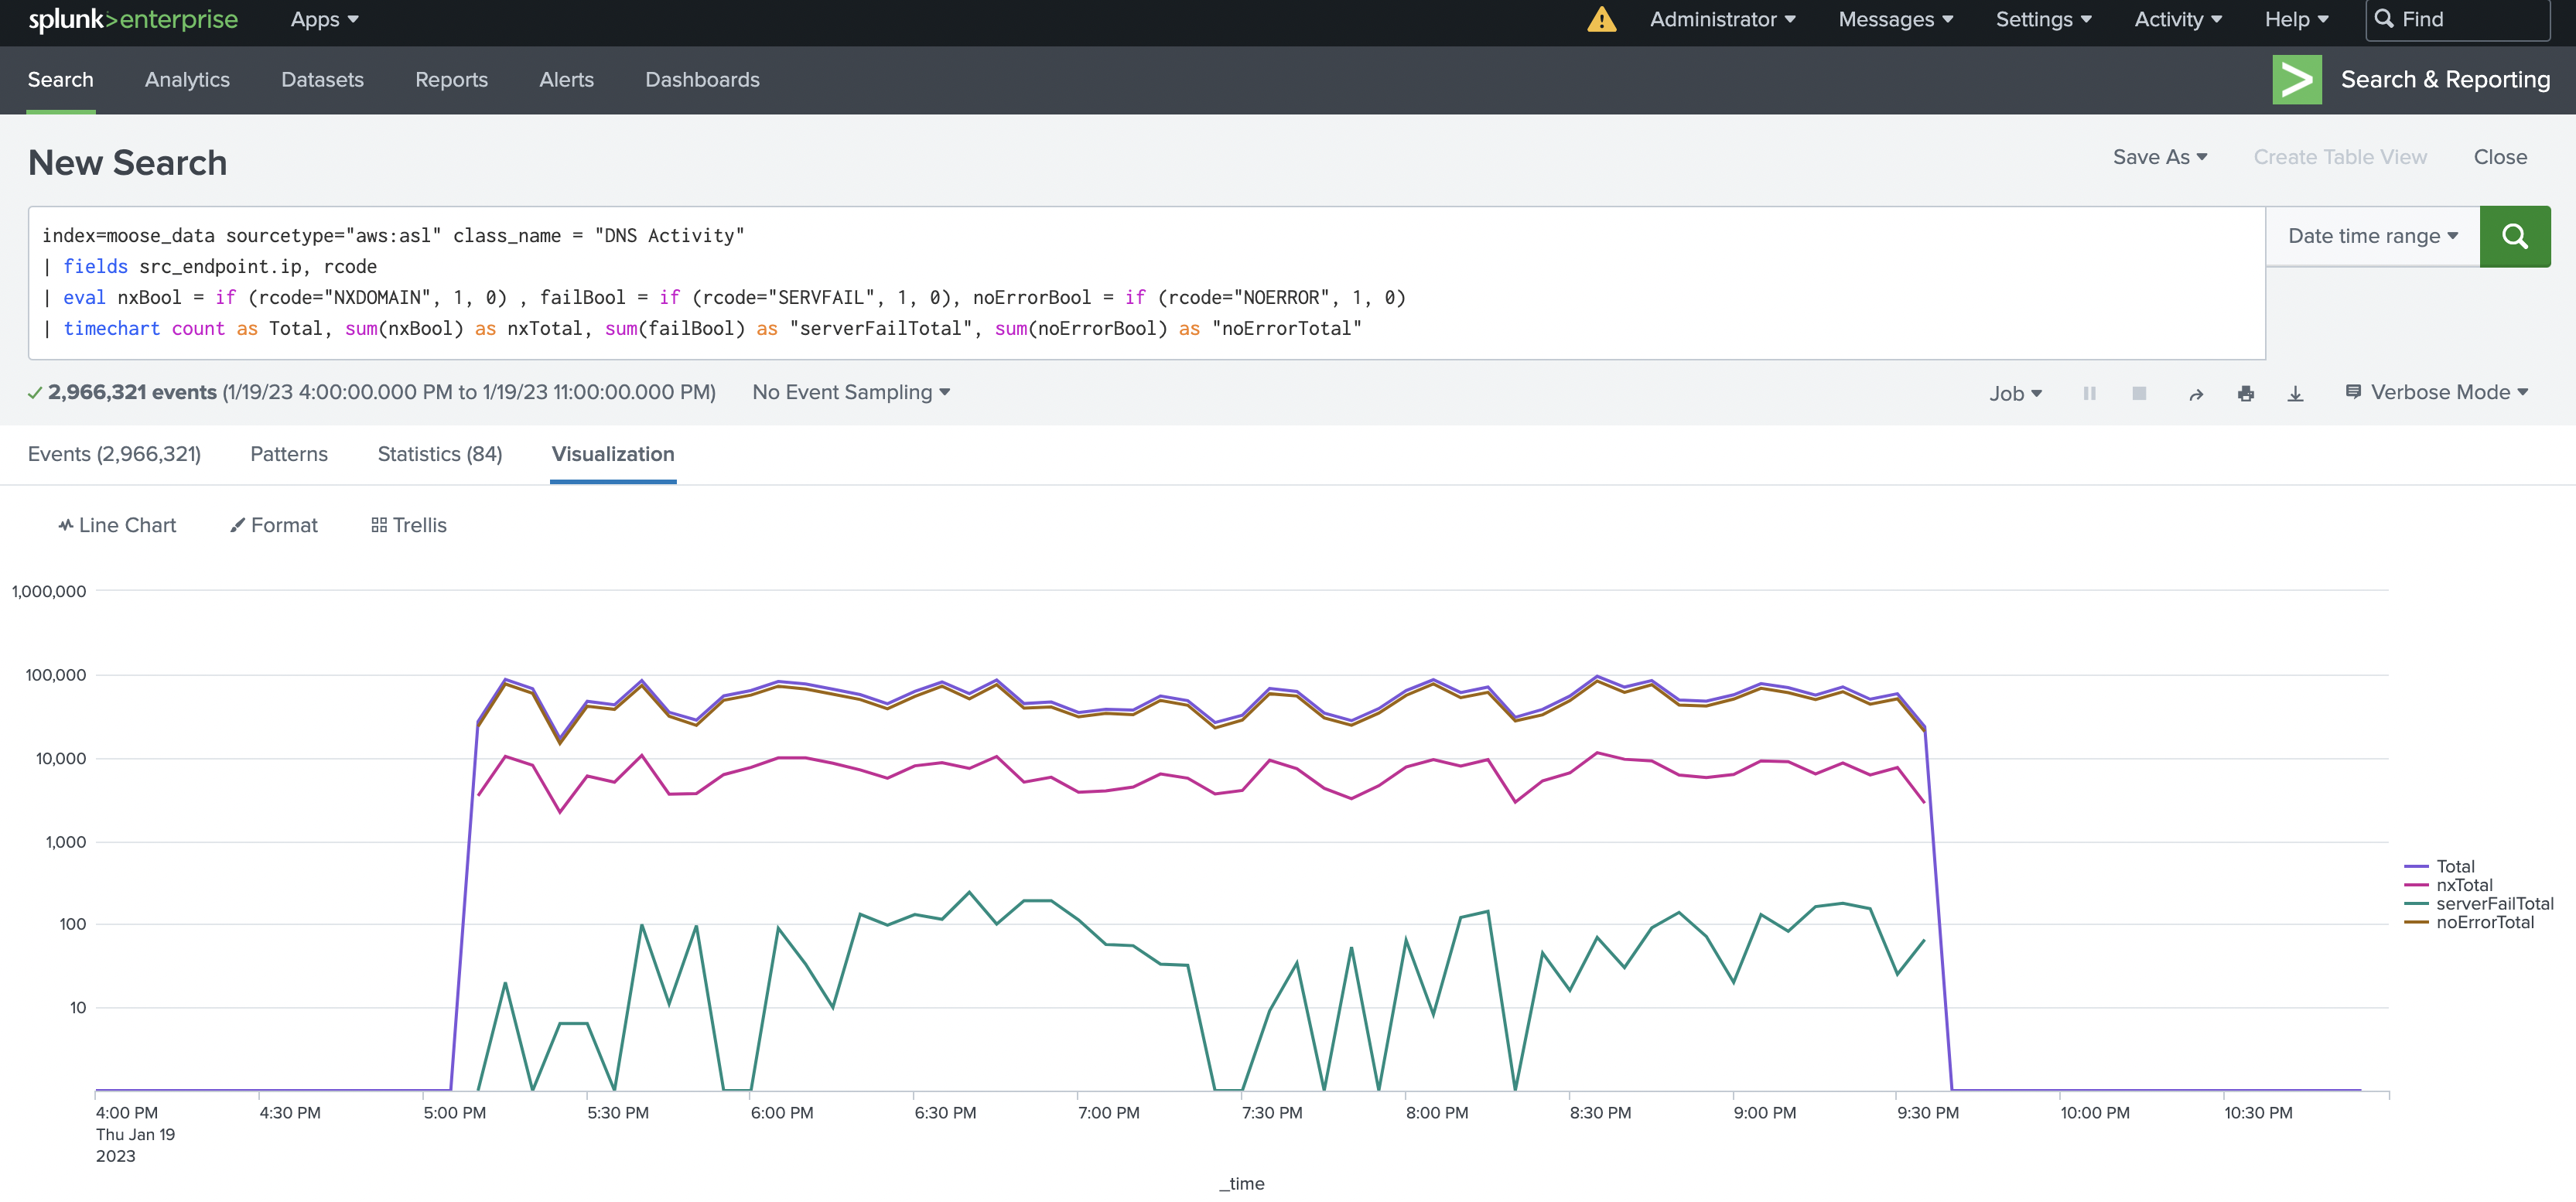 splunk>enterprise Apps Administrator Messages Settings Activity Help Find
Search Analytics Datasets Reports Alerts Dashboards Search & Reporting
New Search
Save As Create Table View Close
index=moose_data sourcetype="aws:asl" class_name = "DNS Activity"
| fields src_endpoint.ip, rcode
| eval nxBool = if (rcode="NXDOMAIN", 1, 0) , failBool = if (rcode="SERVFAIL", 1, 0), noErrorBool = if (rcode="NOERROR", 1, 0)
| timechart count as Total, sum(nxBool) as nxTotal, sum(failBool) as "serverFailTotal", sum(noErrorBool) as "noErrorTotal"
Date time range
2,966,321 events (1/19/23 4:00:00.000 PM to 1/19/23 11:00:00.000 PM) No Event Sampling Job Verbose Mode
Events (2,966,321) Patterns Statistics (84) Visualization
Line Chart Format Trellis
1,000,000
100,000
10,000
1,000
100
10
Total
nxTotal
serverFailTotal
noErrorTotal
4:00 PM 4:30 PM 5:00 PM 5:30 PM 6:00 PM 6:30 PM 7:00 PM 7:30 PM 8:00 PM 8:30 PM 9:00 PM 9:30 PM 10:00 PM 10:30 PM
Thu Jan 19
2023
_time